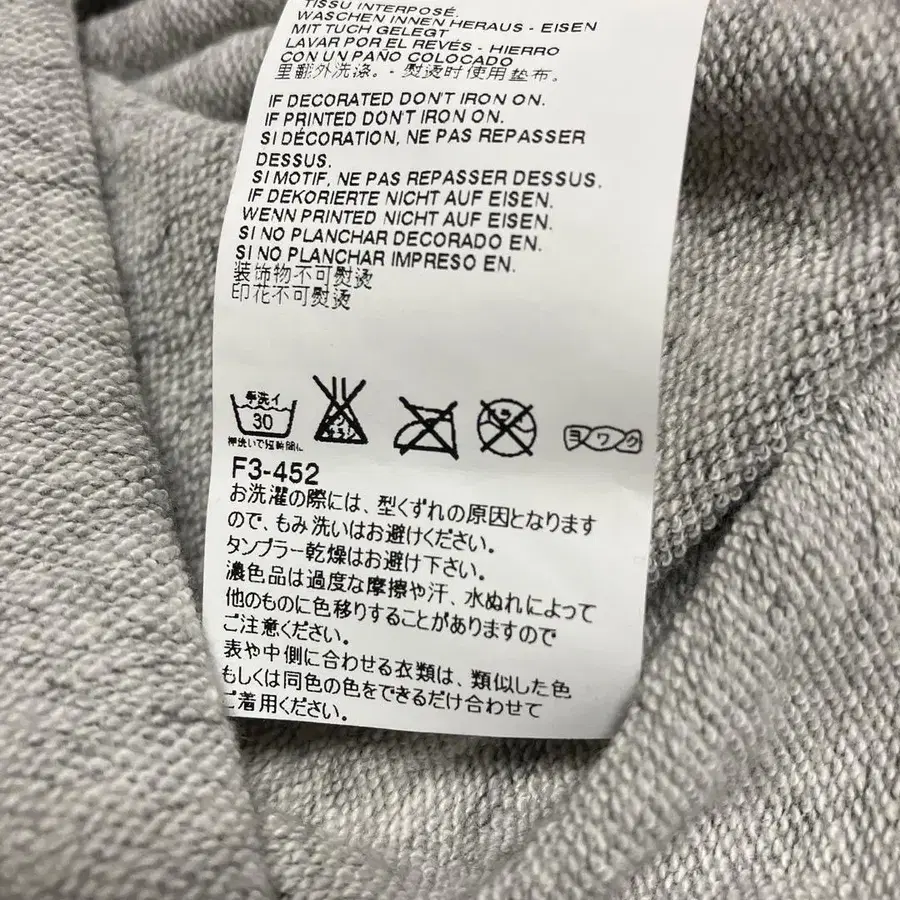 TISSU INTERPOSÉ.
WASCHEN INNEN HERAUS - EISEN
MIT TUCH GELEGT
LAVAR POR EL REVÉS - HIERRO
CON UN PAÑO COLOCADO
里翻外洗涤。- 熨烫时使用垫布。
IF DECORATED DON'T IRON ON.
IF PRINTED DON'T IRON ON.
SI DÉCORATION, NE PAS REPASSER
DESSUS.
SI MOTIF, NE PAS REPASSER DESSUS.
IF DEKORIERTE NICHT AUF EISEN.
WENN PRINTED NICHT AUF EISEN.
SI NO PLANCHAR DECORADO EN.
SI NO PLANCHAR IMPRESO EN.
装饰物不可熨烫
印花不可熨烫
手洗イ
30
押洗いで短時間に
ヨワク
F3-452
お洗濯の際には、型くずれの原因となります
ので、もみ洗いはお避けください。
タンブラー乾燥はお避け下さい。
濃色品は過度な摩擦や汗、水ぬれによって
他のものに色移りすることがありますので
ご注意ください。
表や中側に合わせる衣類は、類似した色
もしくは同色の色をできるだけ合わせて
ご着用ください。